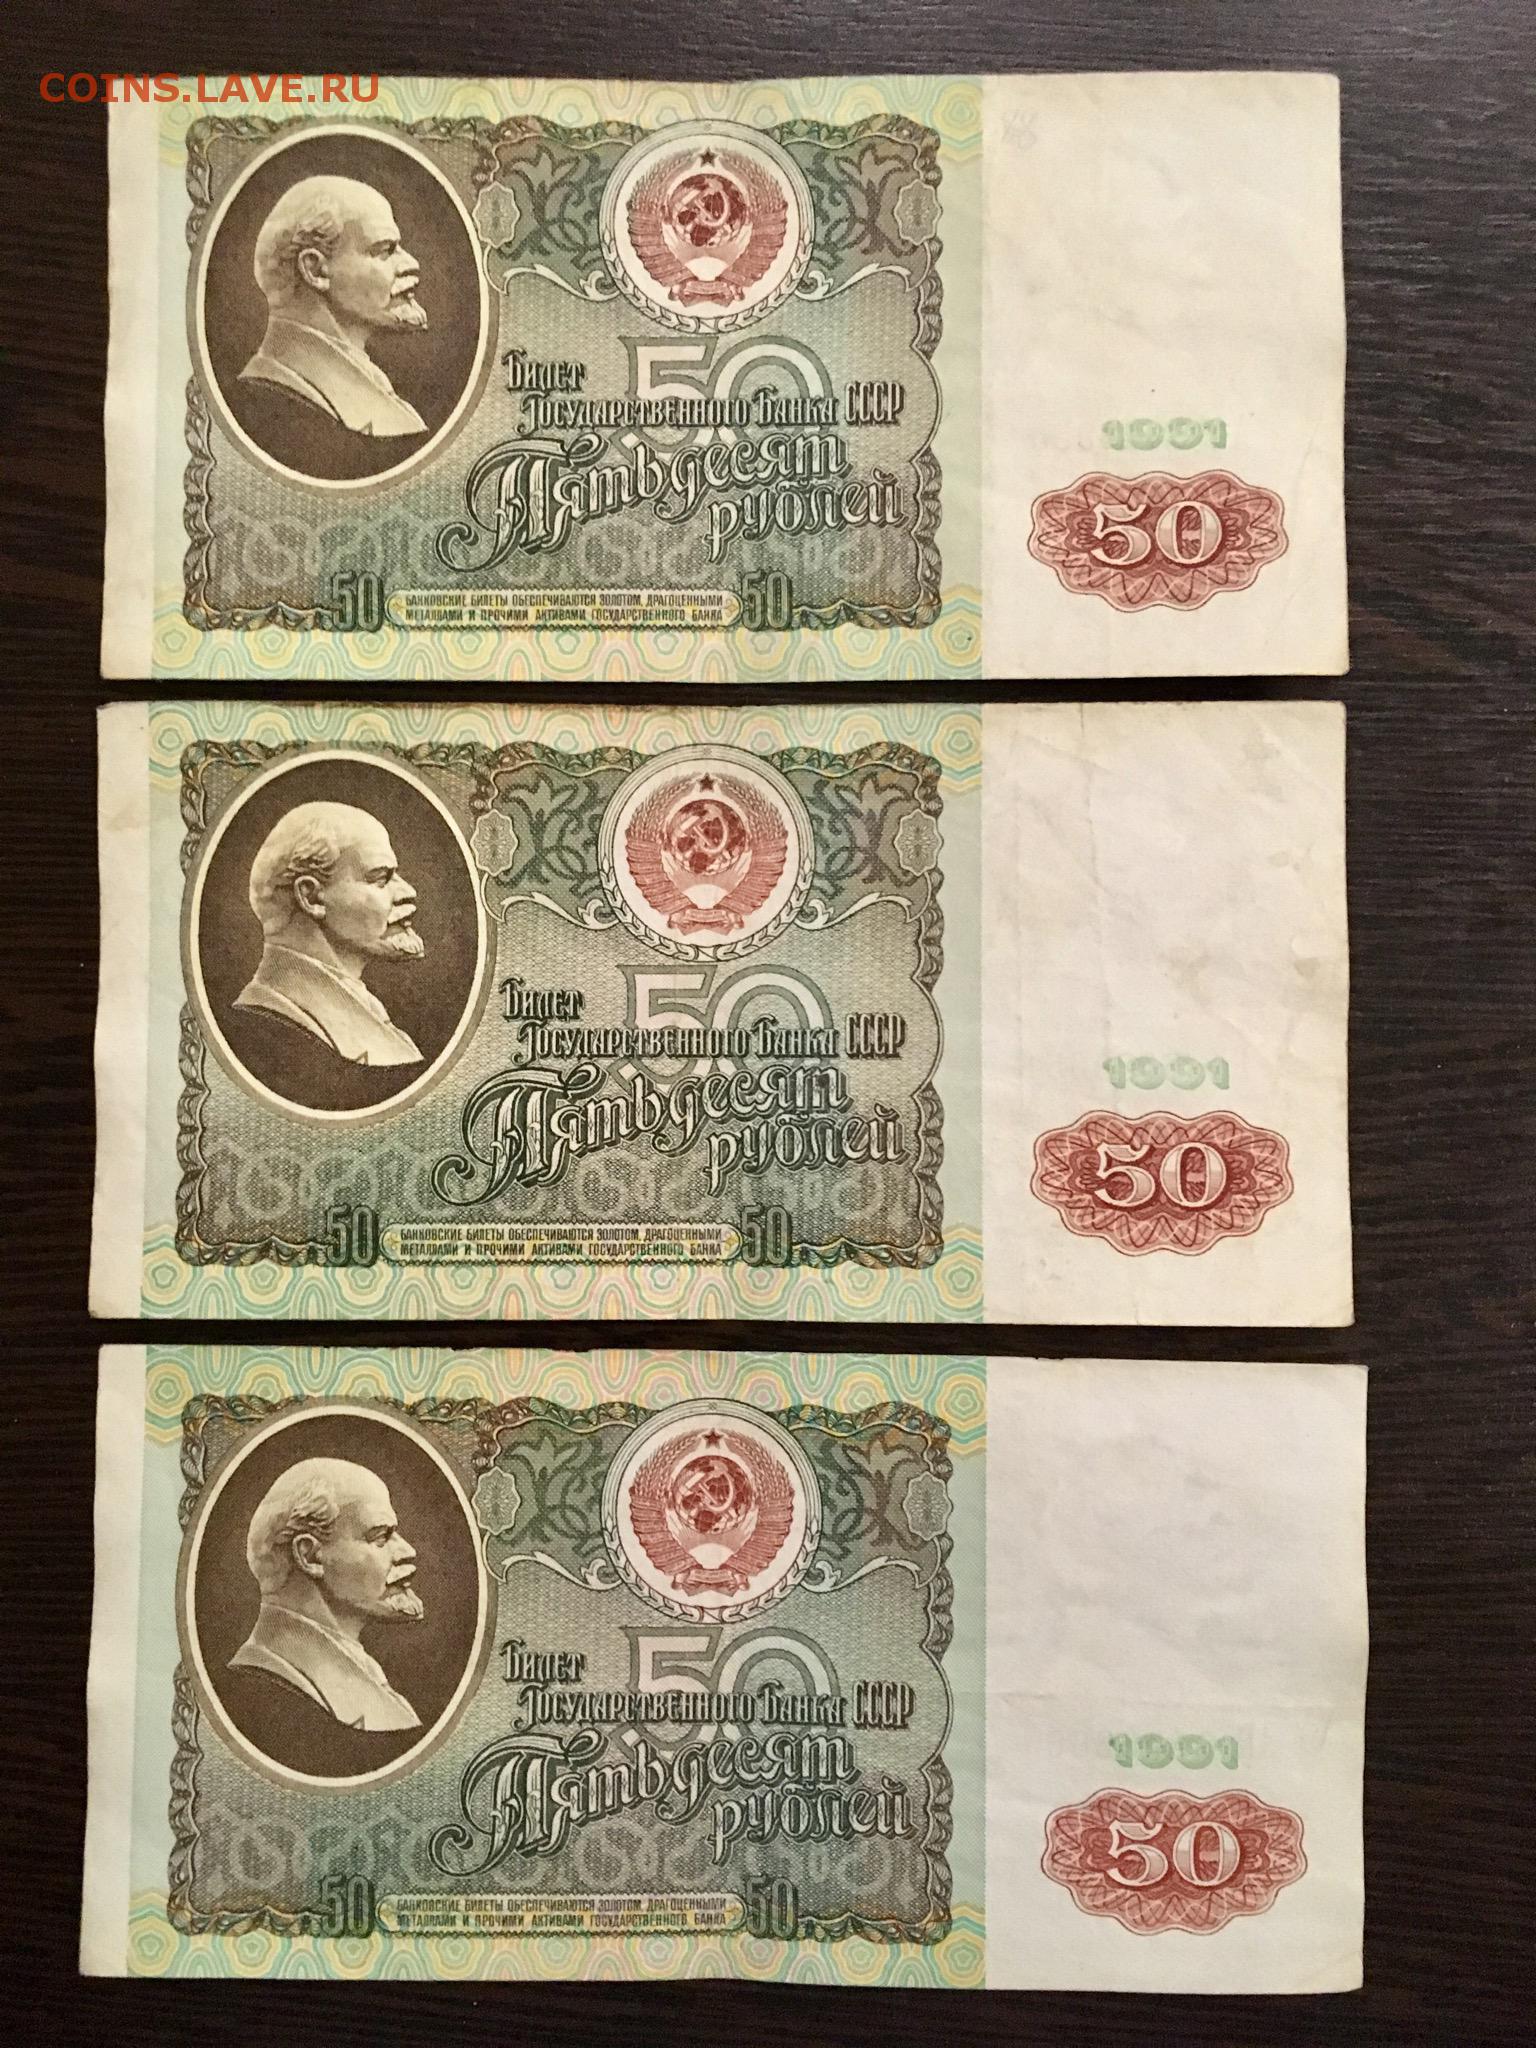 COINS.LAVE.RU
Билет
Государственного Банка СССР
50
Пятьдесят
рублей
50
БАНКОВСКИЕ БИЛЕТЫ ОБЕСПЕЧИВАЮТСЯ ЗОЛОТОМ, ДРАГОЦЕННЫМИ
МЕТАЛЛАМИ И ПРОЧИМИ АКТИВАМИ ГОСУДАРСТВЕННОГО БАНКА
50
1991
50
Билет
Государственного Банка СССР
50
Пятьдесят
рублей
50
БАНКОВСКИЕ БИЛЕТЫ ОБЕСПЕЧИВАЮТСЯ ЗОЛОТОМ, ДРАГОЦЕННЫМИ
МЕТАЛЛАМИ И ПРОЧИМИ АКТИВАМИ ГОСУДАРСТВЕННОГО БАНКА
50
1991
50
Билет
Государственного Банка СССР
50
Пятьдесят
рублей
50
БАНКОВСКИЕ БИЛЕТЫ ОБЕСПЕЧИВАЮТСЯ ЗОЛОТОМ, ДРАГОЦЕННЫМИ
МЕТАЛЛАМИ И ПРОЧИМИ АКТИВАМИ ГОСУДАРСТВЕННОГО БАНКА
50
1991
50